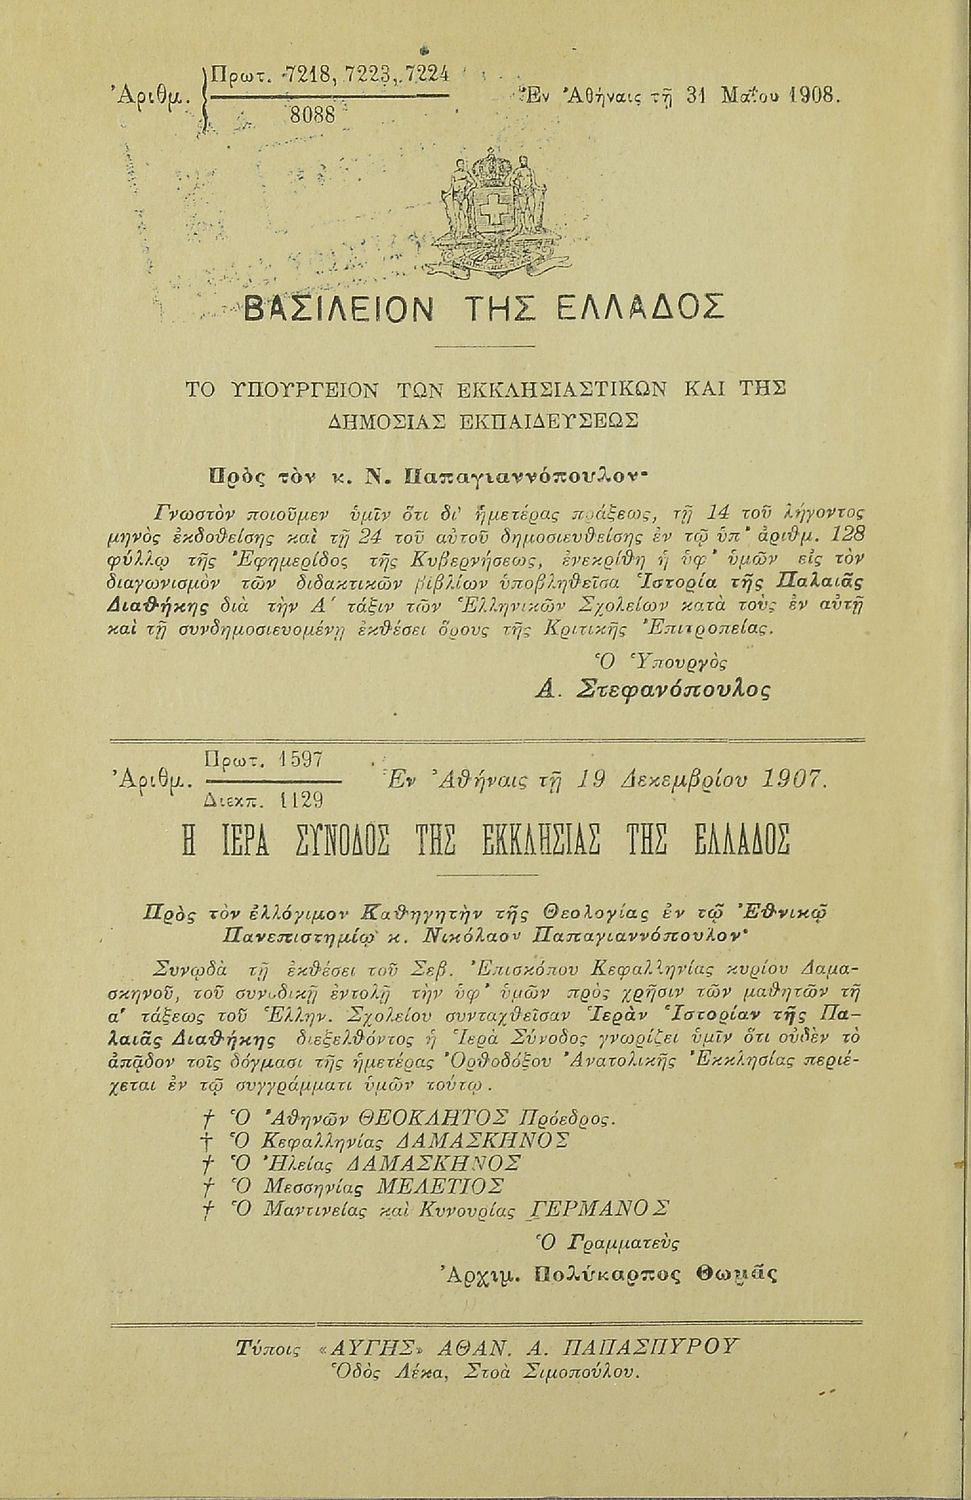 Ἀριθμ. Πρωτ. 7218, 7223, 7224
8088
Ἐν Ἀθήναις τῇ 31 Μαΐου 1908.
ΒΑΣΙΛΕΙΟΝ ΤΗΣ ΕΛΛΑΔΟΣ
ΤΟ ΥΠΟΥΡΓΕΙΟΝ ΤΩΝ ΕΚΚΛΗΣΙΑΣΤΙΚΩΝ ΚΑΙ ΤΗΣ
ΔΗΜΟΣΙΑΣ ΕΚΠΑΙΔΕΥΣΕΩΣ
Πρὸς τὸν κ. Ν. Παπαγιαννόπουλον·
Γνωστὸν ποιοῦμεν ὑμῖν ὅτι δι' ἡμετέρας πράξεως, τῇ 14 τοῦ λήγοντος
μηνὸς ἐκδοθείσης καὶ τῇ 24 τοῦ αὐτοῦ δημοσιευθείσης ἐν τῷ ὑπ' ἀριθμ. 128
φύλλῳ τῆς Ἐφημερίδος τῆς Κυβερνήσεως, ἐνεκρίθη ἡ ὑφ' ὑμῶν εἰς τὸν
διαγωνισμὸν τῶν διδακτικῶν βιβλίων ὑποβληθεῖσα Ἱστορία τῆς Παλαιᾶς
Διαθήκης διὰ τὴν Α' τάξιν τῶν Ἑλληνικῶν Σχολείων κατὰ τοὺς ἐν αὐτῇ
καὶ τῇ συνδημοσιευομένῃ ἐκθέσει ὅρους τῆς Κριτικῆς Ἐπιτροπείας.
Ὁ Ὑπουργὸς
Α. Στεφανόπουλος
Ἀριθμ. Πρωτ. 1597
Διεκπ. 1129
Ἐν Ἀθήναις τῇ 19 Δεκεμβρίου 1907.
Η ΙΕΡΑ ΣΥΝΟΔΟΣ ΤΗΣ ΕΚΚΛΗΣΙΑΣ ΤΗΣ ΕΛΛΑΔΟΣ
Πρὸς τὸν ἐλλόγιμον Καθηγητὴν τῆς Θεολογίας ἐν τῷ Ἐθνικῷ
Πανεπιστημίῳ κ. Νικόλαον Παπαγιαννόπουλον·
Συνῳδὰ τῇ ἐκθέσει τοῦ Σεβ. Ἐπισκόπου Κεφαλληνίας κυρίου Δαμα-
σκηνοῦ, τοῦ συνοδικῇ ἐντολῇ τὴν ὑφ' ὑμῶν πρὸς χρῆσιν τῶν μαθητῶν τῆ
α' τάξεως τοῦ Ἑλλην. Σχολείου συνταχθεῖσαν Ἱερὰν Ἱστορίαν τῆς Πα-
λαιᾶς Διαθήκης διεξελθόντος ἡ Ἱερὰ Σύνοδος γνωρίζει ὑμῖν ὅτι οὐδὲν τὸ
ἀπᾷδον τοῖς δόγμασι τῆς ἡμετέρας Ὀρθοδόξου Ἀνατολικῆς Ἐκκλησίας περιέ-
χεται ἐν τῷ συγγράμματι ὑμῶν τούτῳ.
† Ὁ Ἀθηνῶν ΘΕΟΚΛΗΤΟΣ Πρόεδρος.
† Ὁ Κεφαλληνίας ΔΑΜΑΣΚΗΝΟΣ
† Ὁ Ἠλείας ΔΑΜΑΣΚΗΝΟΣ
† Ὁ Μεσσηνίας ΜΕΛΕΤΙΟΣ
† Ὁ Μαντινείας καὶ Κυνουρίας ΓΕΡΜΑΝΟΣ
Ὁ Γραμματεὺς
Ἀρχιμ. Πολύκαρπος Θωμᾶς
Τύποις «ΑΥΓΗΣ» ΑΘΑΝ. Α. ΠΑΠΑΣΠΥΡΟΥ
Ὁδὸς Λέκα, Στοὰ Σιμοπούλου.